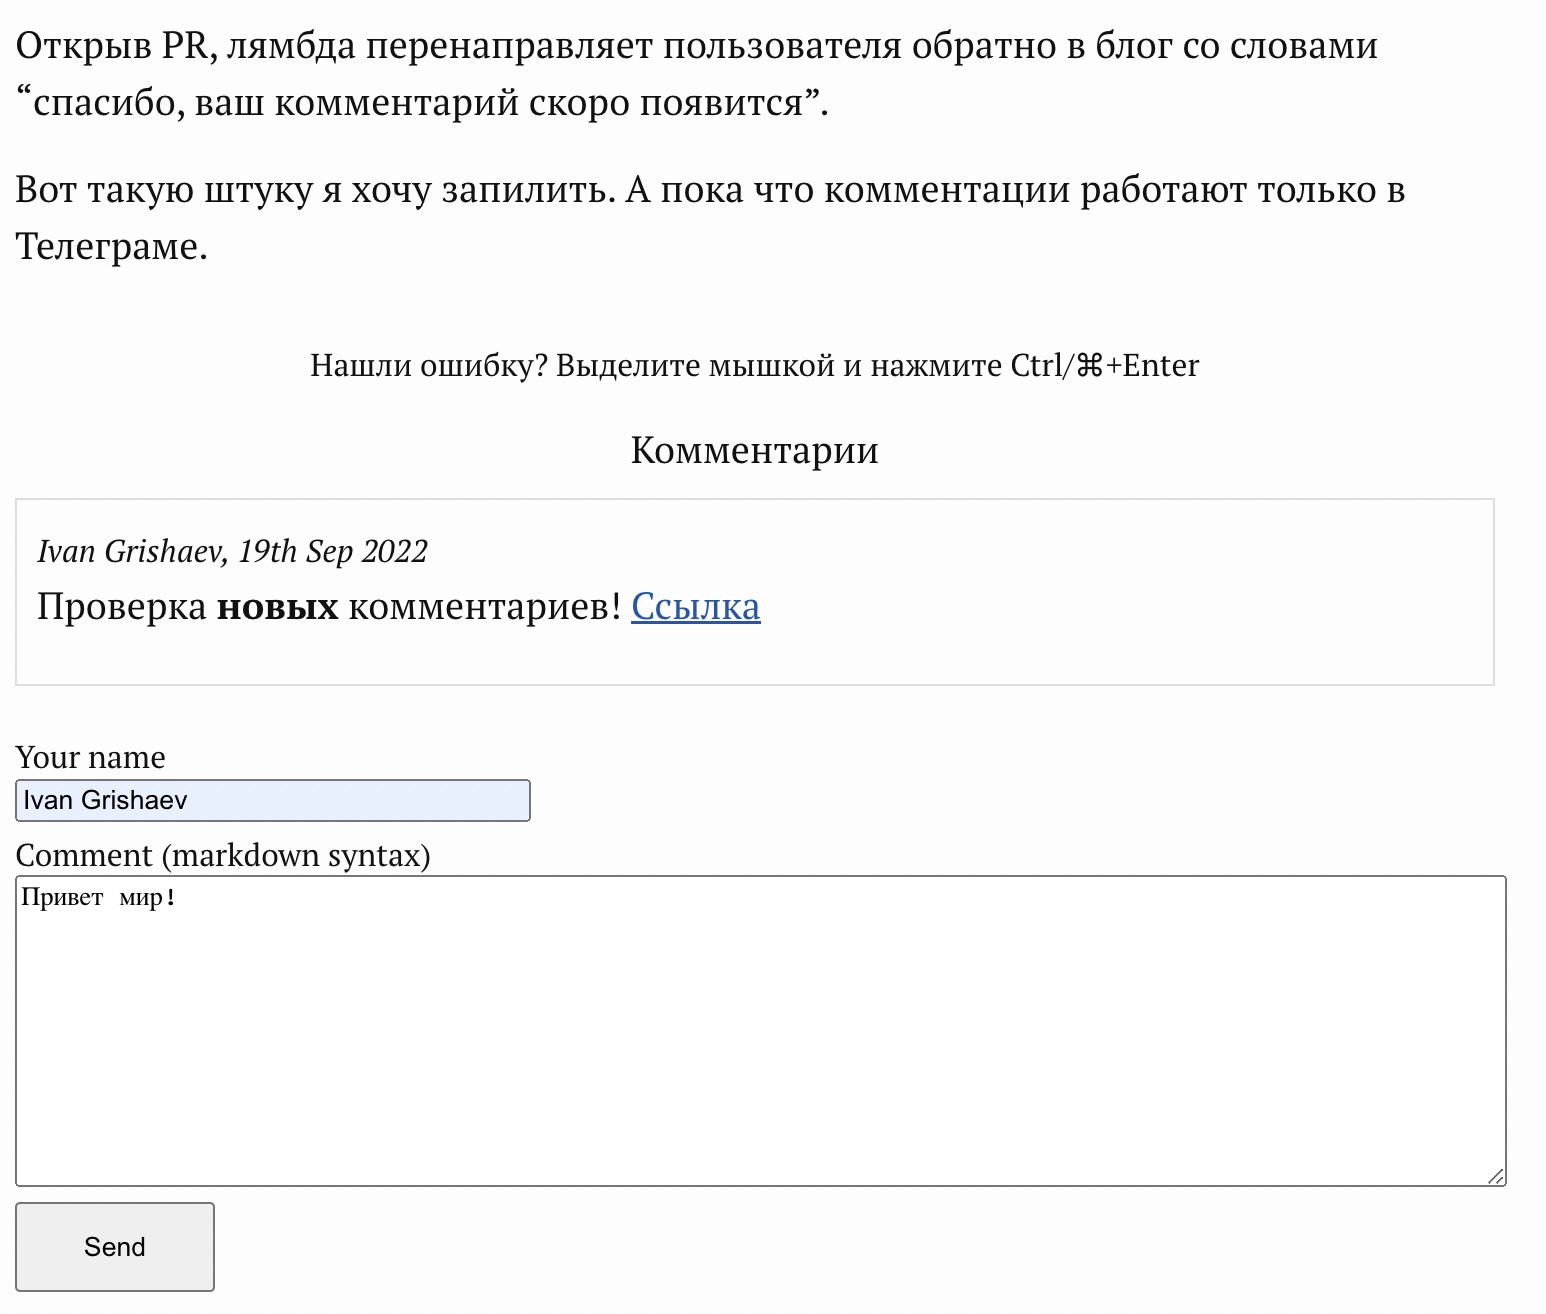 Открыв PR, лямбда перенаправляет пользователя обратно в блог со словами
“спасибо, ваш комментарий скоро появится”.
Вот такую штуку я хочу запилить. А пока что комментации работают только в
Телеграме.
Нашли ошибку? Выделите мышкой и нажмите Ctrl/⌘+Enter
Комментарии
Ivan Grishaev, 19th Sep 2022
Проверка новых комментариев! Ссылка
Your name
Ivan Grishaev
Comment (markdown syntax)
Привет мир!
Send